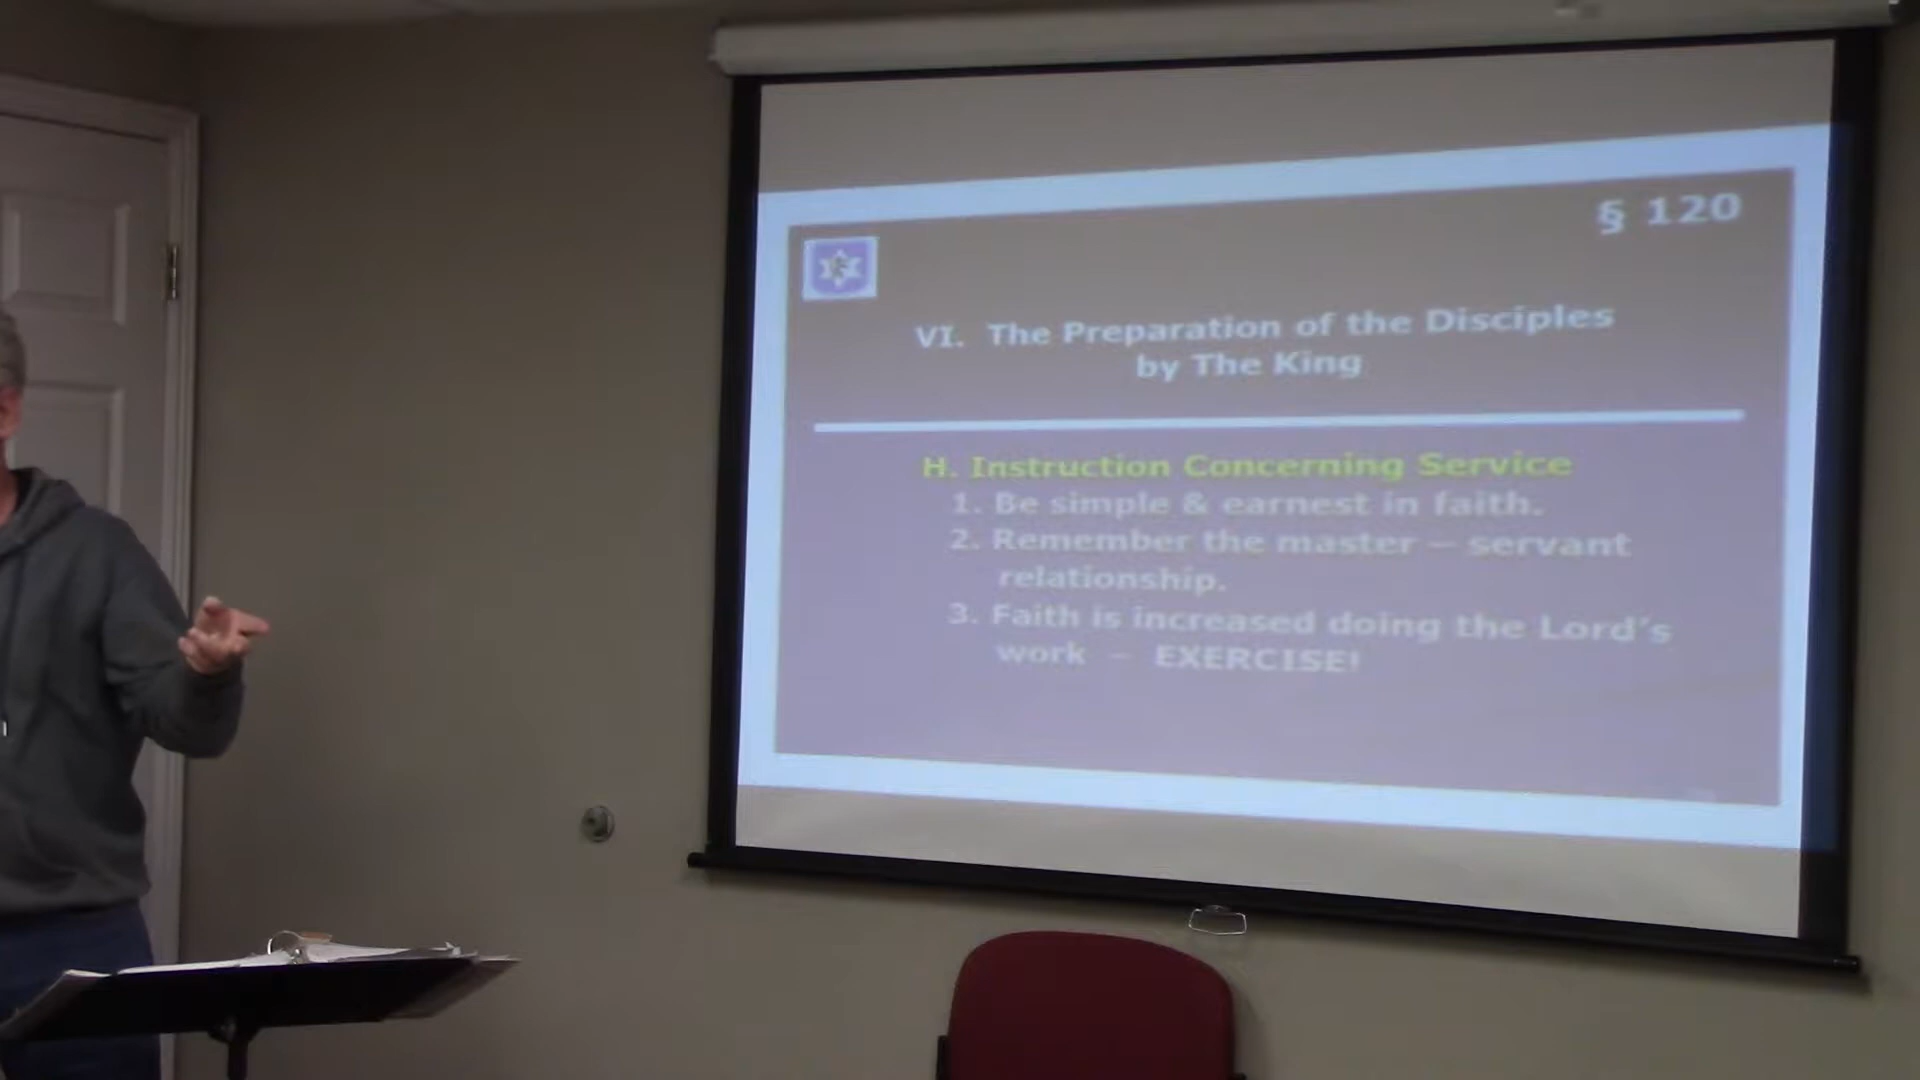 § 120
VI. The Preparation of the Disciples
by The King
H. Instruction Concerning Service
1. Be simple & earnest in faith.
2. Remember the master – servant
relationship.
3. Faith is increased doing the Lord's
work – EXERCISE!